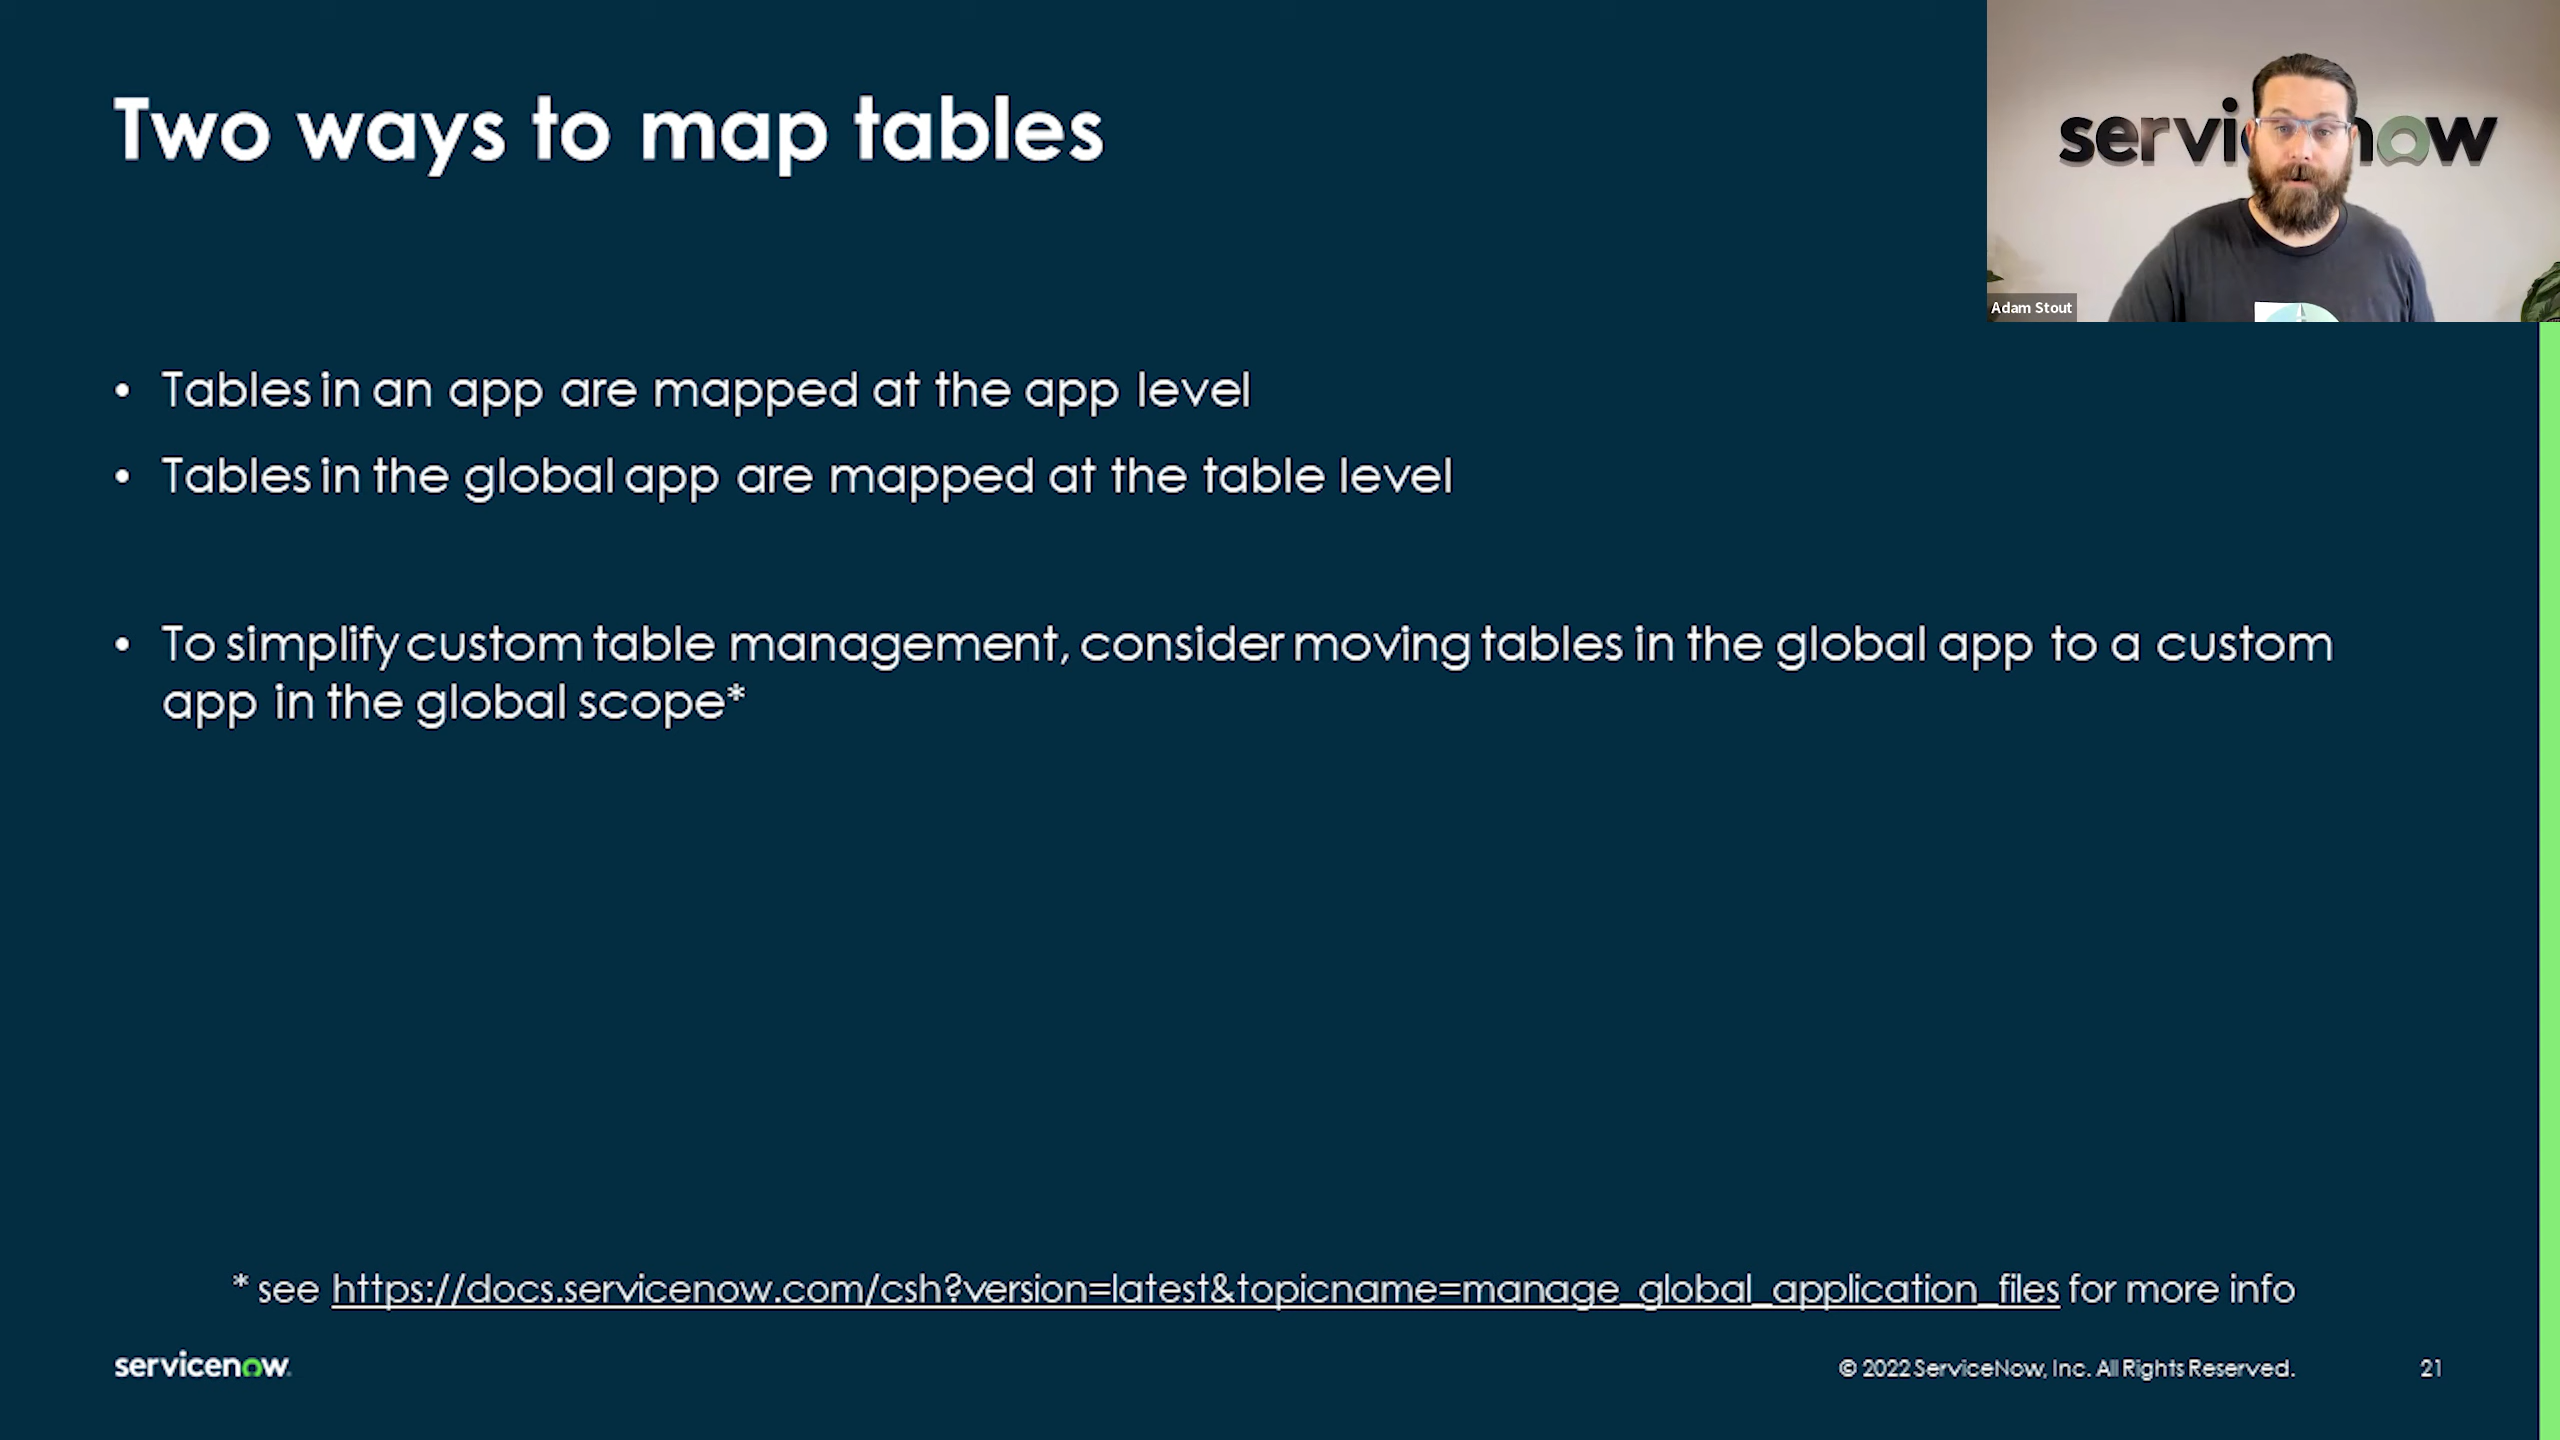 Two ways to map tables
servicenow
Adam Stout
• Tables in an app are mapped at the app level
• Tables in the global app are mapped at the table level
• To simplify custom table management, consider moving tables in the global app to a custom
app in the global scope*
* see https://docs.servicenow.com/csh?version=latest&topicname=manage_global_application_files for more info
servicenow.
© 2022 ServiceNow, Inc. All Rights Reserved.
21